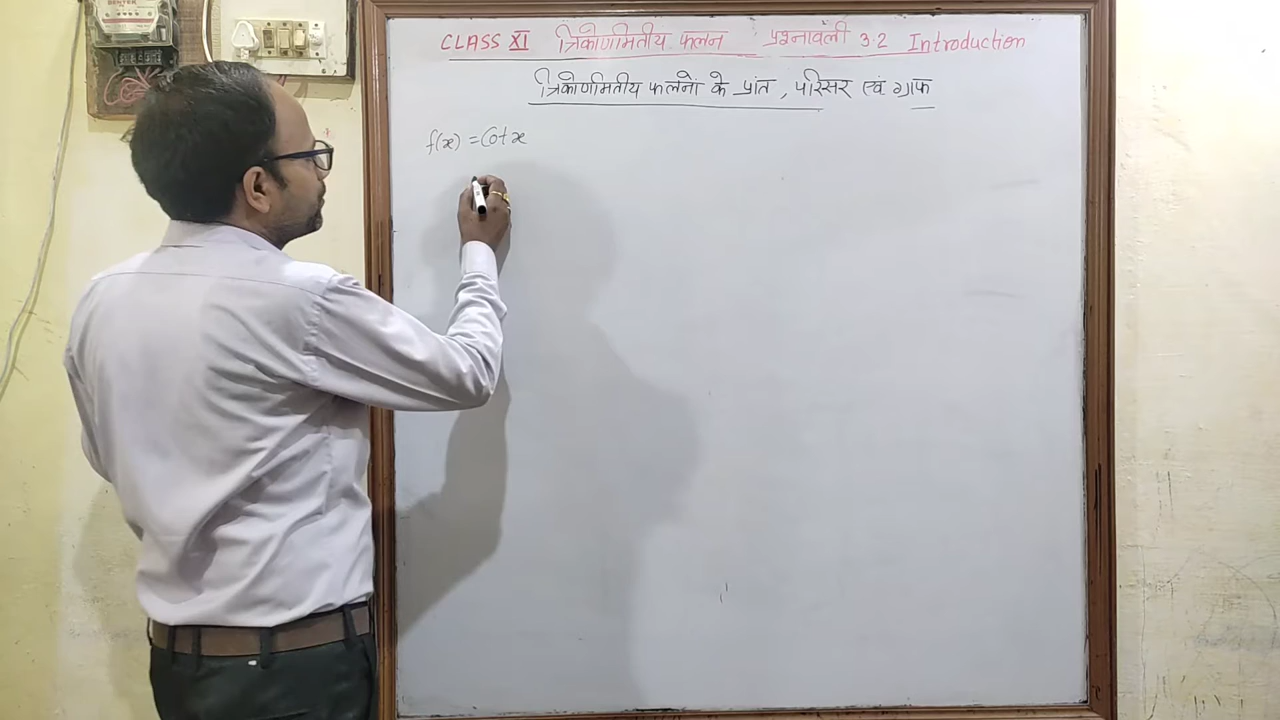 CLASS XI त्रिकोणमितीय फलन प्रश्नावली 3.2 Introduction
त्रिकोणमितीय फलनों के प्रांत, परिसर एवं ग्राफ
f(x) = Cot x